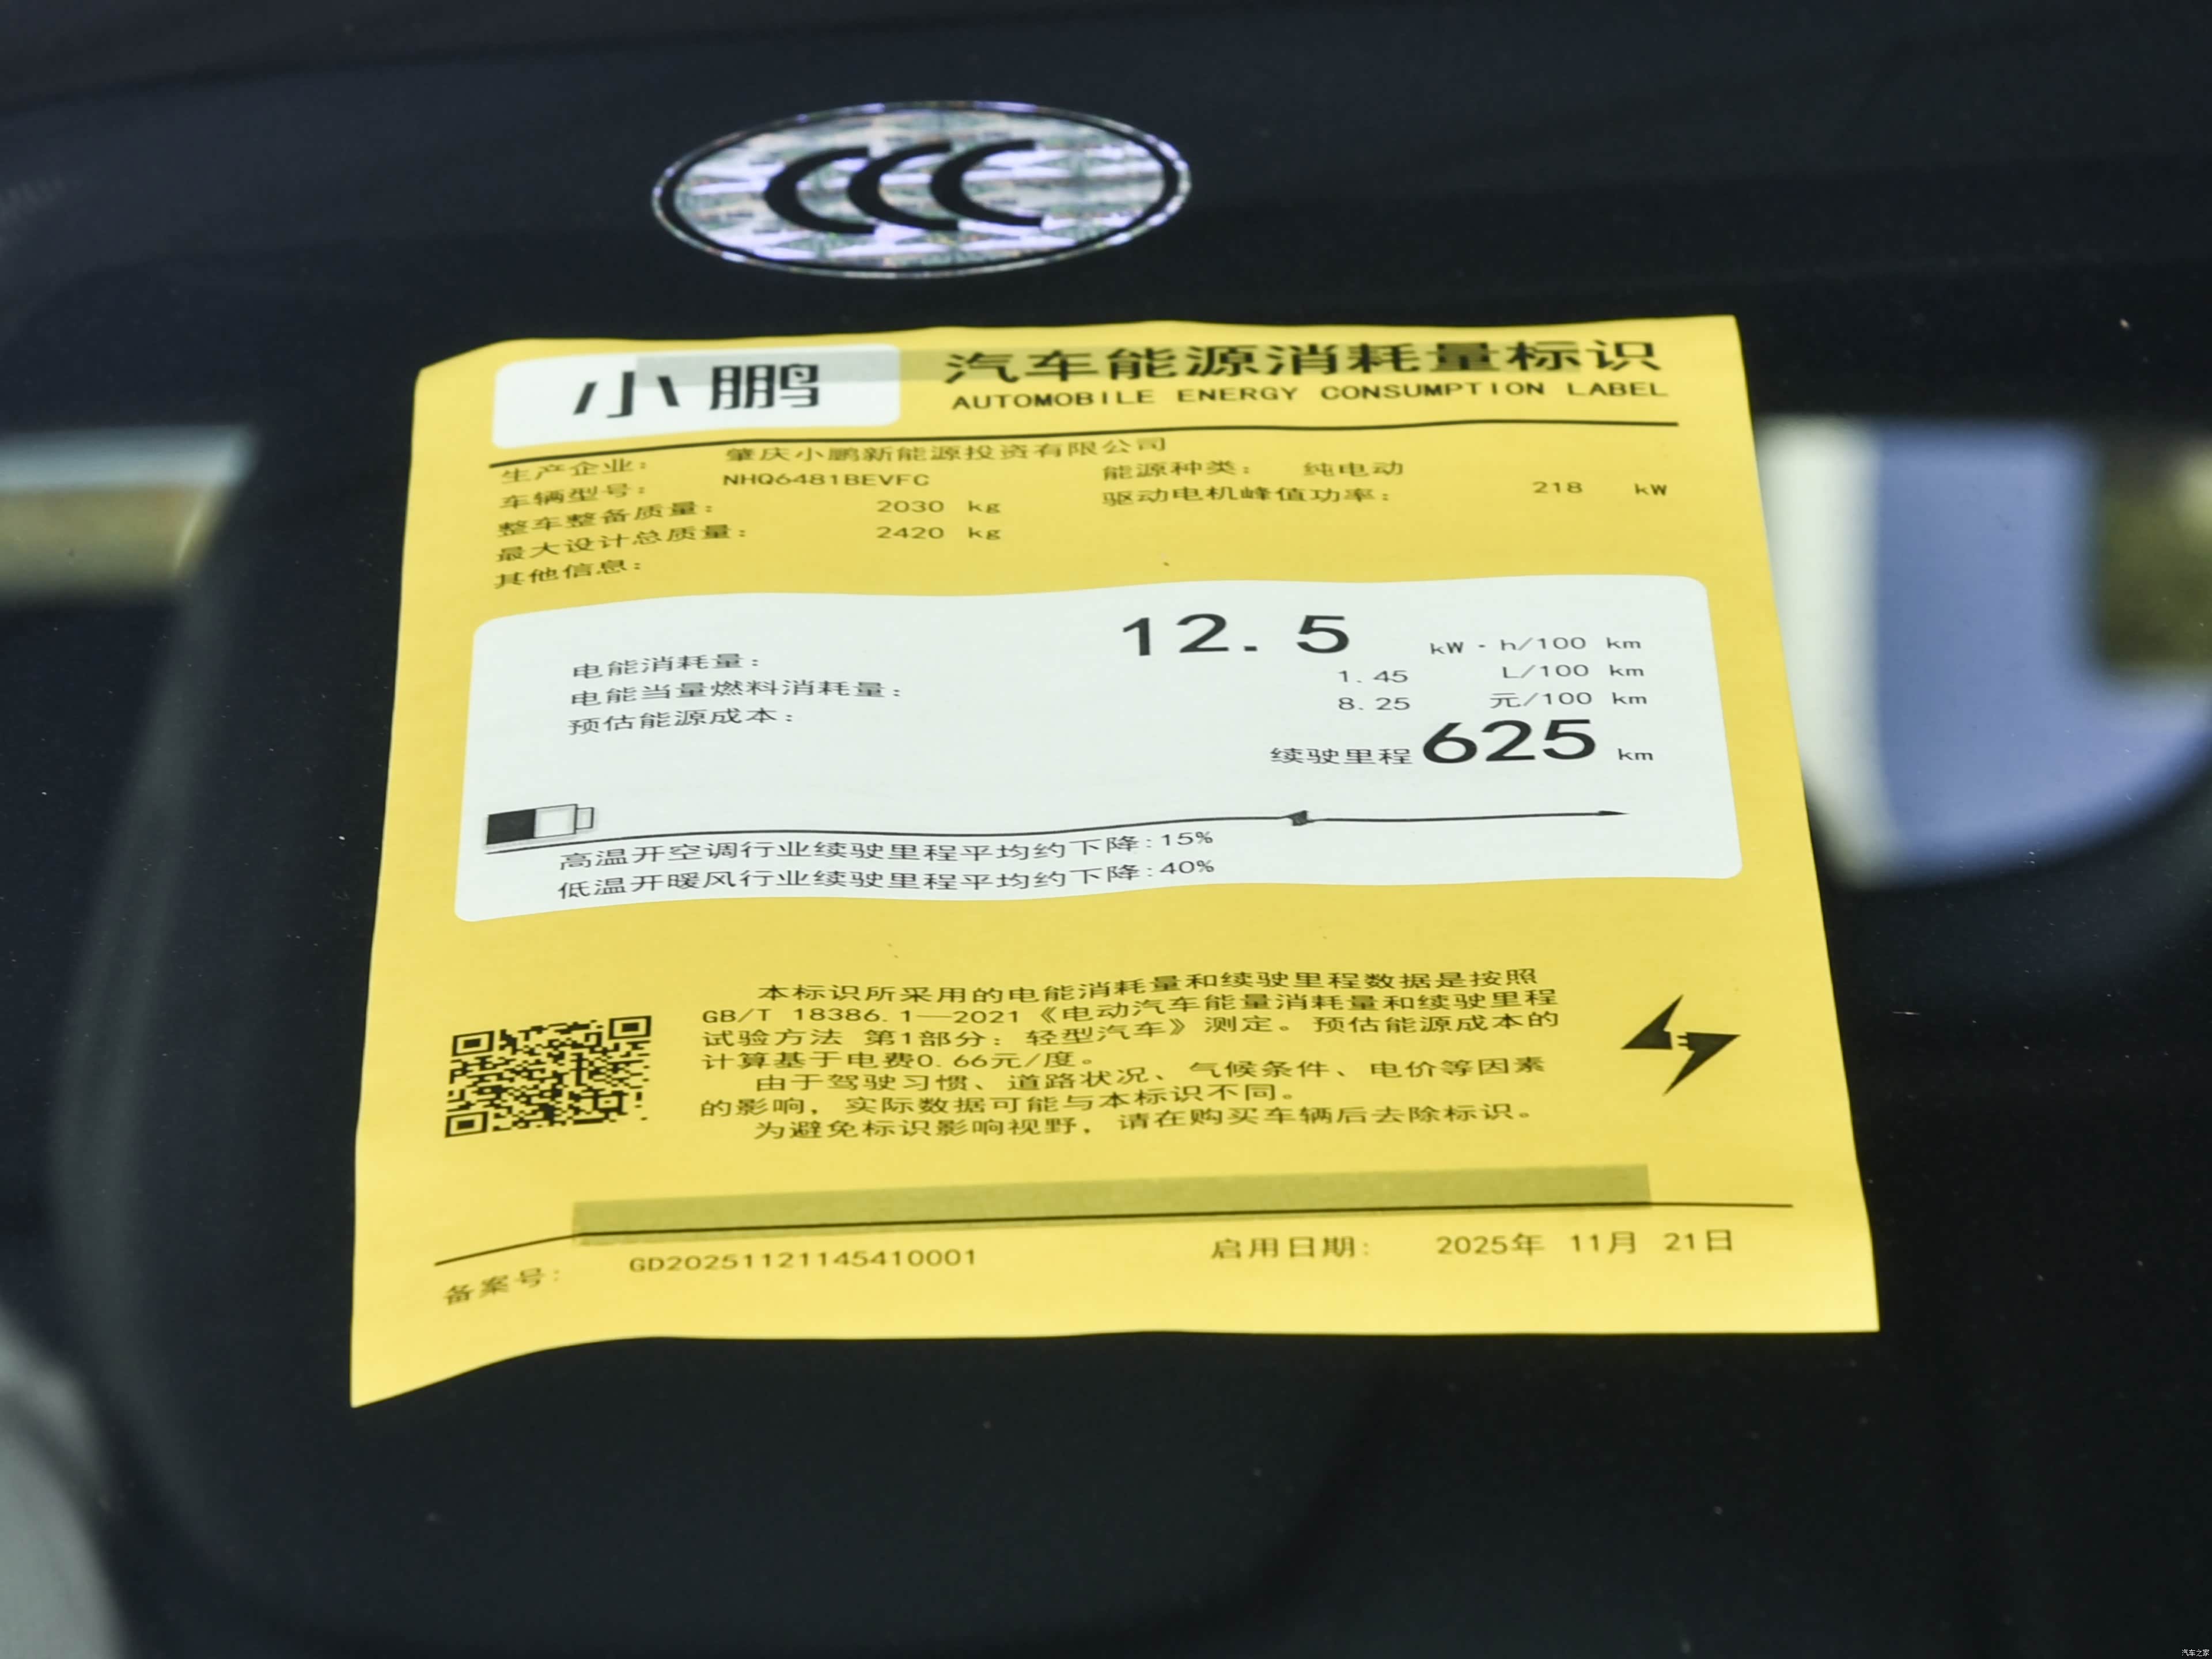 CCC
小鹏
汽车能源消耗量标识
AUTOMOBILE ENERGY CONSUMPTION LABEL
生产企业: 肇庆小鹏新能源投资有限公司
车辆型号: NHQ6481BEVFC 能源种类: 纯电动
整车整备质量: 2030 kg 驱动电机峰值功率: 218 kW
最大设计总质量: 2420 kg
其他信息:
电能消耗量: 12.5 kW·h/100 km
电能当量燃料消耗量: 1.45 L/100 km
预估能源成本: 8.25 元/100 km
续驶里程 625 km
高温开空调行业续驶里程平均约下降:15%
低温开暖风行业续驶里程平均约下降:40%
本标识所采用的电能消耗量和续驶里程数据是按照
GB/T 18386.1—2021《电动汽车能量消耗量和续驶里程
试验方法 第1部分: 轻型汽车》测定。预估能源成本的
计算基于电费0.66元/度。
由于驾驶习惯、道路状况、气候条件、电价等因素
的影响, 实际数据可能与本标识不同。
为避免标识影响视野, 请在购买车辆后去除标识。
备案号: GD20251121145410001 启用日期: 2025年 11月 21日
汽车之家